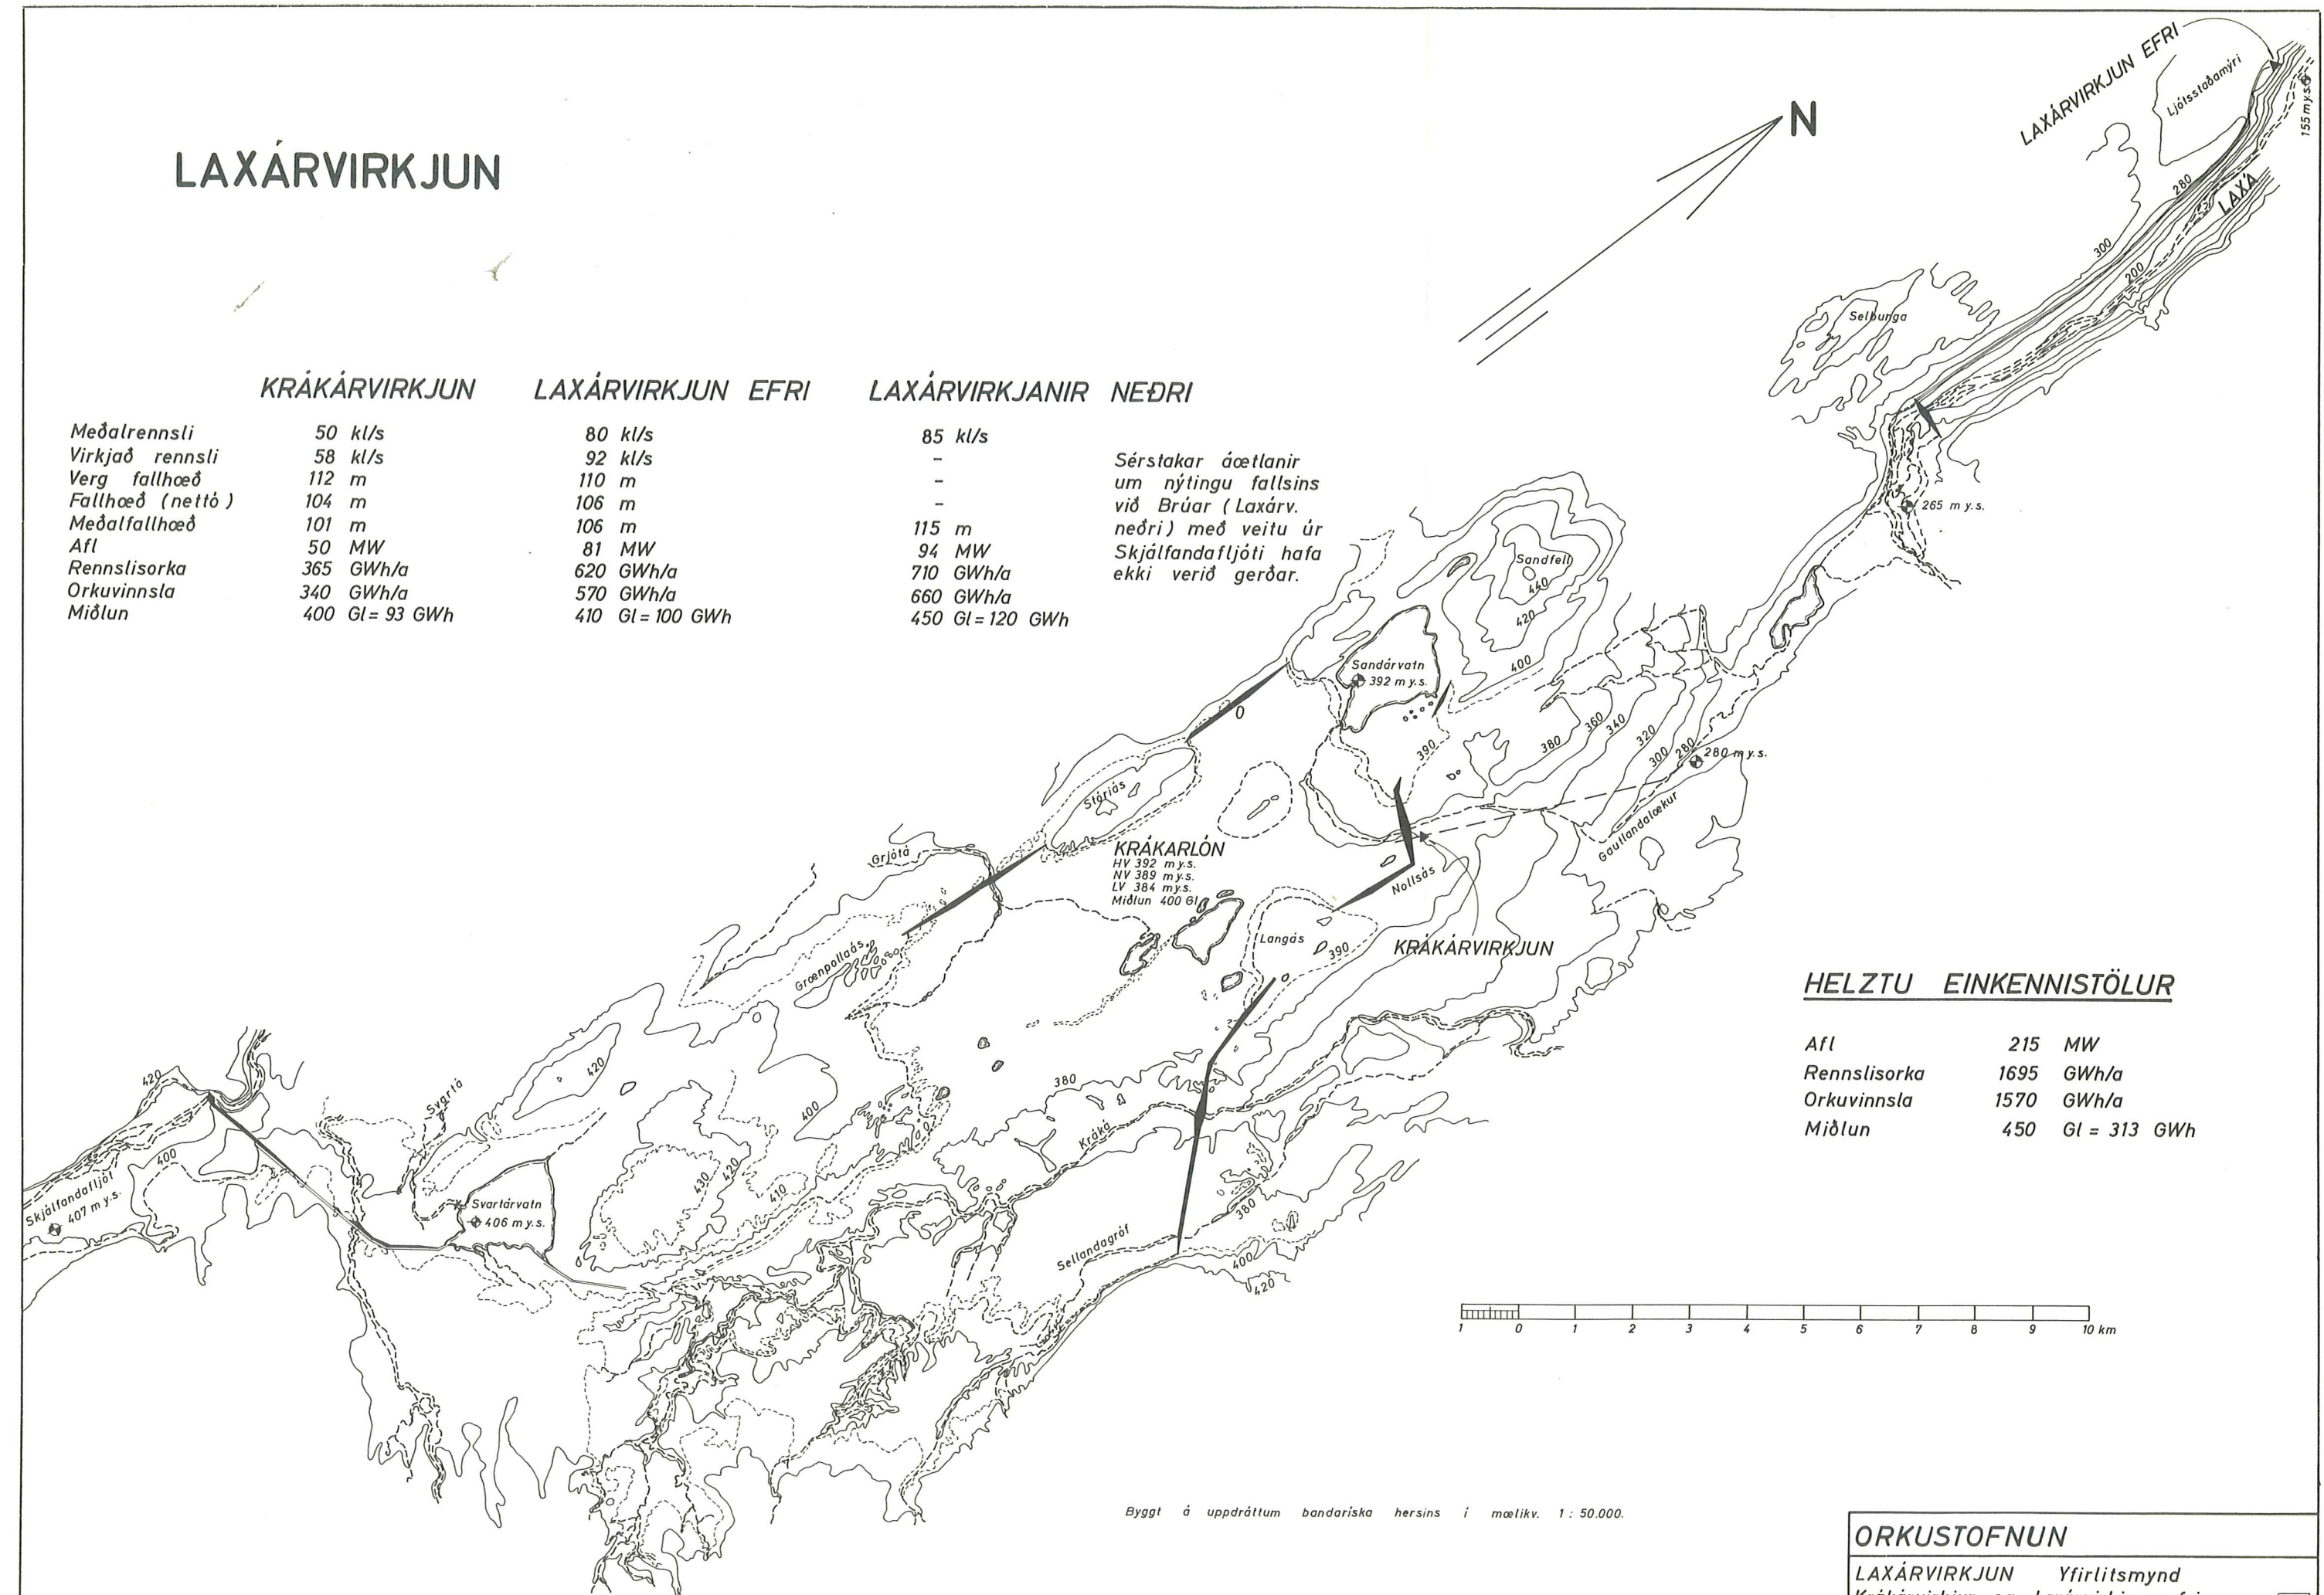 LAXÁRVIRKJUN
N
LAXÁRVIRKJUN EFRI
Ljótsstaðamýri
155 m y.s.
280
LAXÁ
300
200
Selbunga
265 m y.s.
KRÁKÁRVIRKJUN LAXÁRVIRKJUN EFRI LAXÁRVIRKJANIR NEÐRI
Meðalrennsli 50 kl/s 80 kl/s 85 kl/s
Virkjað rennsli 58 kl/s 92 kl/s -
Verg fallhæð 112 m 110 m -
Fallhæð (nettó) 104 m 106 m -
Meðalfallhæð 101 m 106 m 115 m
Afl 50 MW 81 MW 94 MW
Rennslisorka 365 GWh/a 620 GWh/a 710 GWh/a
Orkuvinnsla 340 GWh/a 570 GWh/a 660 GWh/a
Miðlun 400 Gl = 93 GWh 410 Gl = 100 GWh 450 Gl = 120 GWh
Sérstakar áætlanir
um nýtingu fallsins
við Brúar (Laxárv.
neðri) með veitu úr
Skjálfandafljóti hafa
ekki verið gerðar.
Sandfell
440
420
400
Sandárvatn
392 m y.s.
390
380
360
340
320
300
280
280 m y.s.
Gautlandalækur
Stóriás
Grjótá
KRÁKARLÓN
HV 392 m y.s.
NV 389 m y.s.
LV 384 m y.s.
Miðlun 400 Gl
Nollsás
Langás
390
KRÁKÁRVIRKJUN
Grænpollaás
HELZTU EINKENNISTÖLUR
Afl 215 MW
Rennslisorka 1695 GWh/a
Orkuvinnsla 1570 GWh/a
Miðlun 450 Gl = 313 GWh
420
400
380
Kráká
Svartá
420
400
Skjálfandafljót
407 m y.s.
Svartárvatn
406 m y.s.
430
420
410
Sellandagróf
380
400
420
1 0 1 2 3 4 5 6 7 8 9 10 km
Byggt á uppdráttum bandaríska hersins í mælikv. 1 : 50.000.
ORKUSTOFNUN
LAXÁRVIRKJUN Yfirlitsmynd